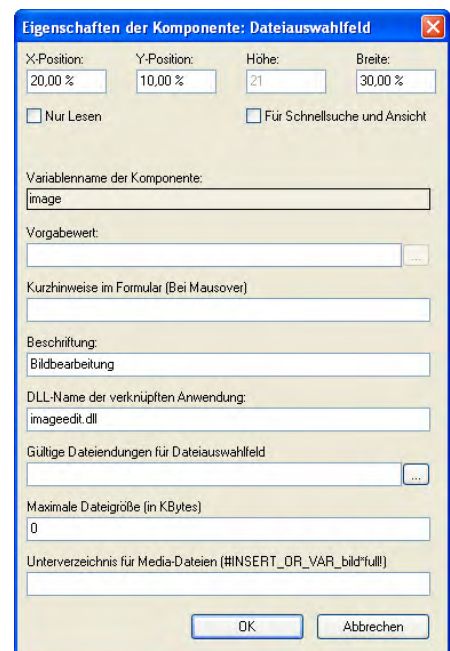 Eigenschaften der Komponente: Dateiauswahlfeld
X-Position: Y-Position: Höhe: Breite:
20,00 % 10,00 % 21 30,00 %
Nur Lesen Für Schnellsuche und Ansicht
Variablenname der Komponente:
image
Vorgabewert:
...
Kurzhinweise im Formular (Bei Mausover)
Beschriftung:
Bildbearbeitung
DLL-Name der verknüpften Anwendung:
imageedit.dll
Gültige Dateiendungen für Dateiauswahlfeld
...
Maximale Dateigröße (in KBytes)
0
Unterverzeichnis für Media-Dateien (#INSERT_OR_VAR_bild*full!)
OK Abbrechen